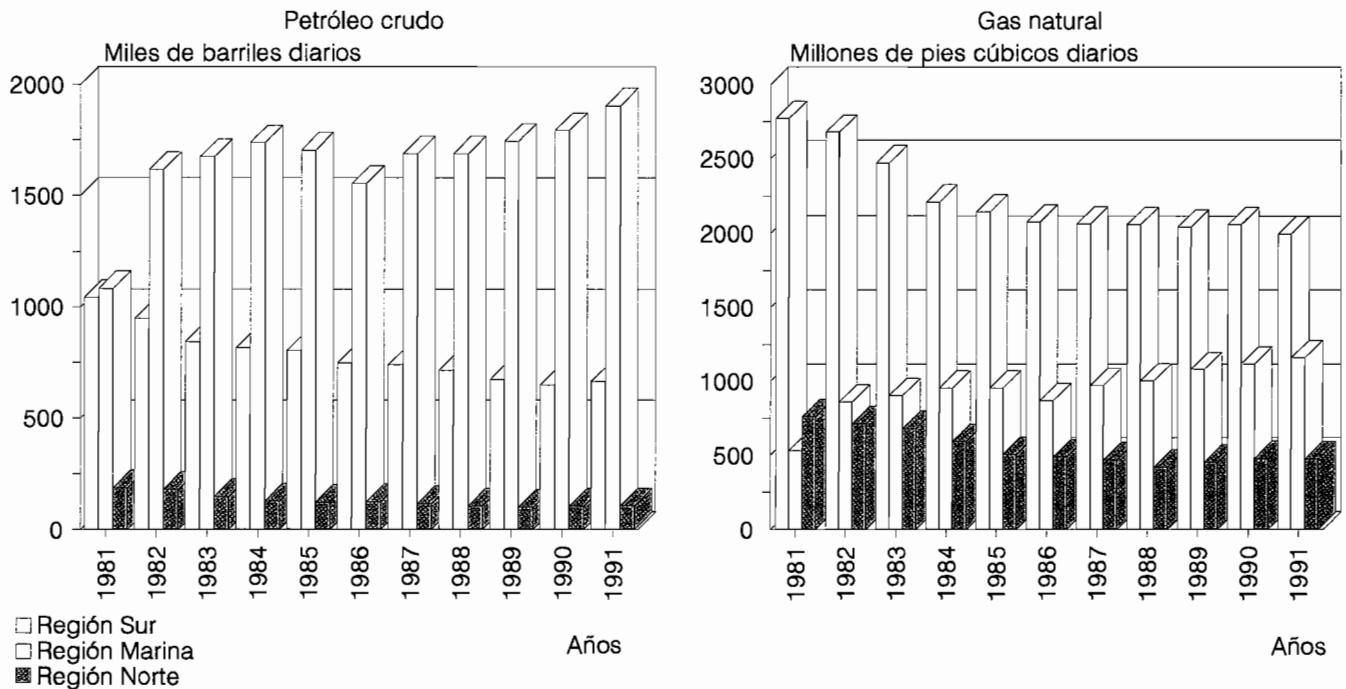 Petróleo crudo
Miles de barriles diarios
2000
1500
1000
500
0
1981 1982 1983 1984 1985 1986 1987 1988 1989 1990 1991
Años
Región Sur
Región Marina
Región Norte
Gas natural
Millones de pies cúbicos diarios
3000
2500
2000
1500
1000
500
0
1981 1982 1983 1984 1985 1986 1987 1988 1989 1990 1991
Años